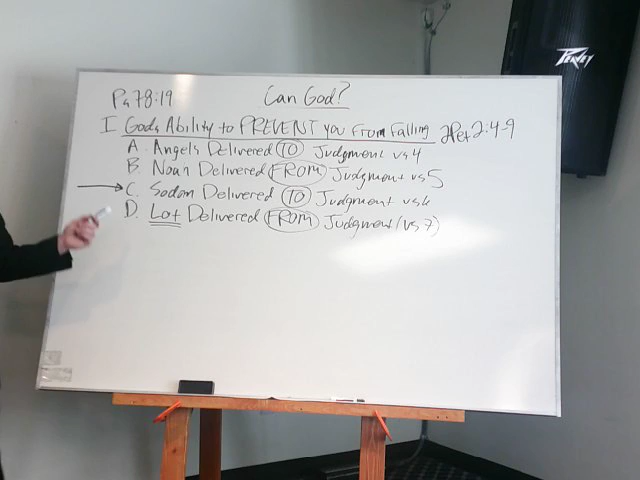 Ps 78:19 Can God?
I Gods Ability to PREVENT you From Falling 2Pet 2:4-9
A. Angels Delivered TO Judgment vs 4
B. Noah Delivered FROM Judgment vs 5
→ C. Sodom Delivered TO Judgment vs 6
D. Lot Delivered FROM Judgment (vs 7)
PEAVEY